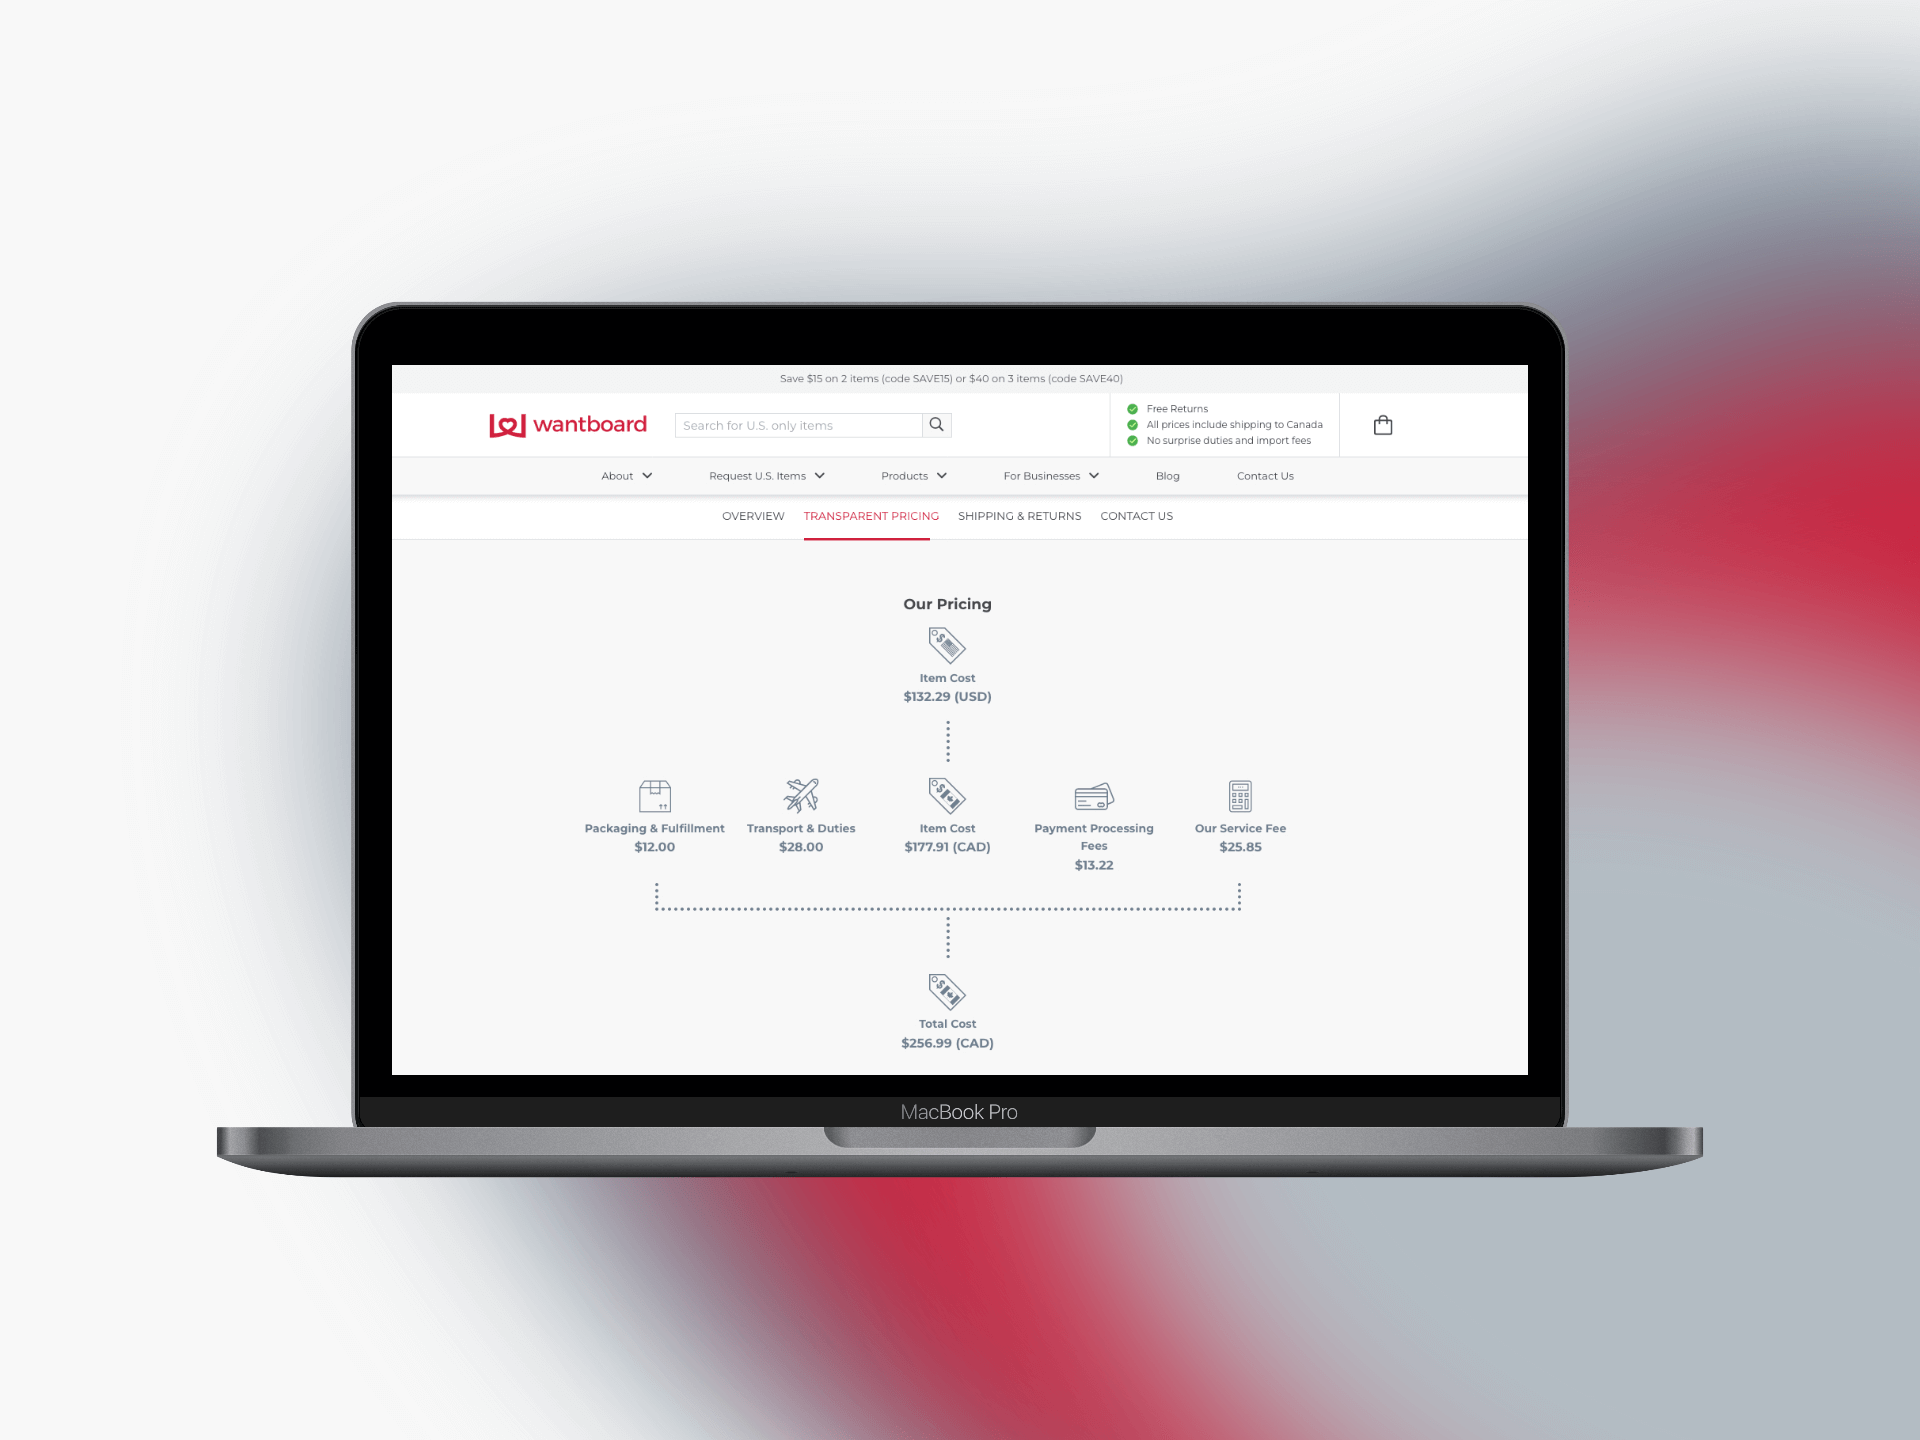 Save $15 on 2 items (code SAVE15) or $40 on 3 items (code SAVE40)
wantboard
Search for U.S. only items
Free Returns
All prices include shipping to Canada
No surprise duties and import fees
About
Request U.S. Items
Products
For Businesses
Blog
Contact Us
OVERVIEW
TRANSPARENT PRICING
SHIPPING & RETURNS
CONTACT US
Our Pricing
Item Cost
$132.29 (USD)
Packaging & Fulfillment
$12.00
Transport & Duties
$28.00
Item Cost
$177.91 (CAD)
Payment Processing
Fees
$13.22
Our Service Fee
$25.85
Total Cost
$256.99 (CAD)
MacBook Pro